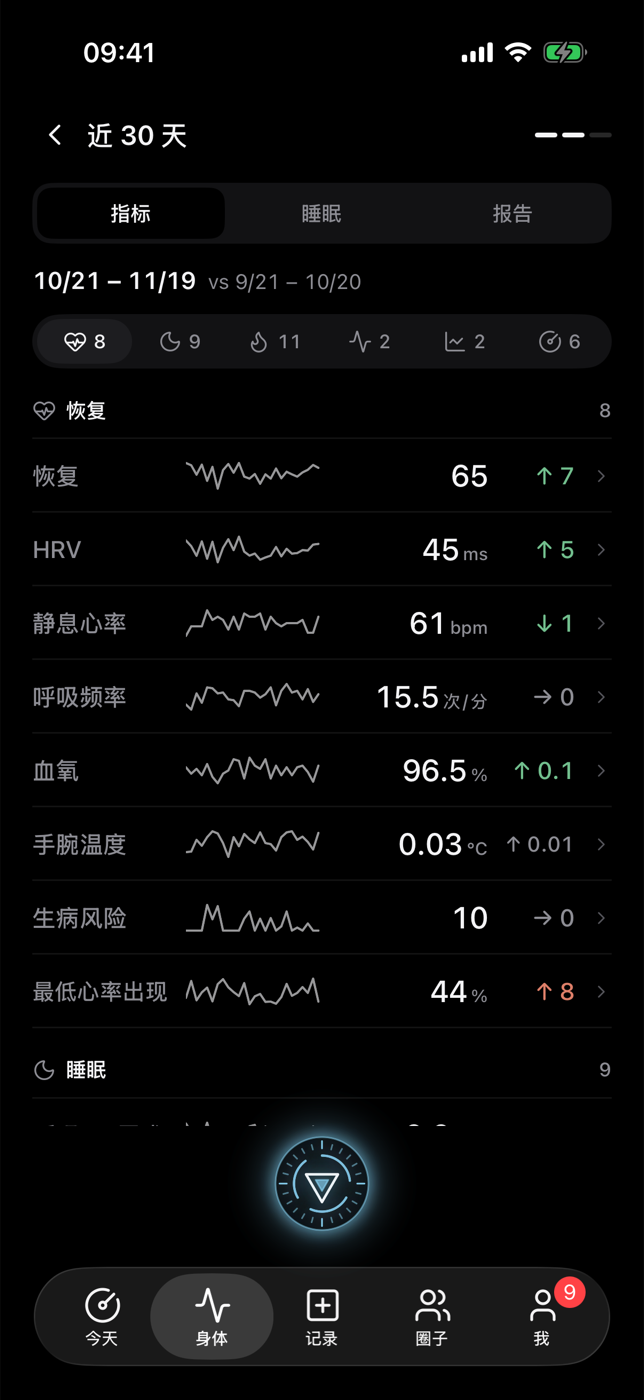 09:41
近 30 天
指标 睡眠 报告
10/21 – 11/19 vs 9/21 – 10/20
8 9 11 2 2 6
恢复 8
恢复 65 ↑ 7
HRV 45 ms ↑ 5
静息心率 61 bpm ↓ 1
呼吸频率 15.5 次/分 → 0
血氧 96.5 % ↑ 0.1
手腕温度 0.03 °C ↑ 0.01
生病风险 10 → 0
最低心率出现 44 % ↑ 8
睡眠 9
今天 身体 记录 圈子 我 9